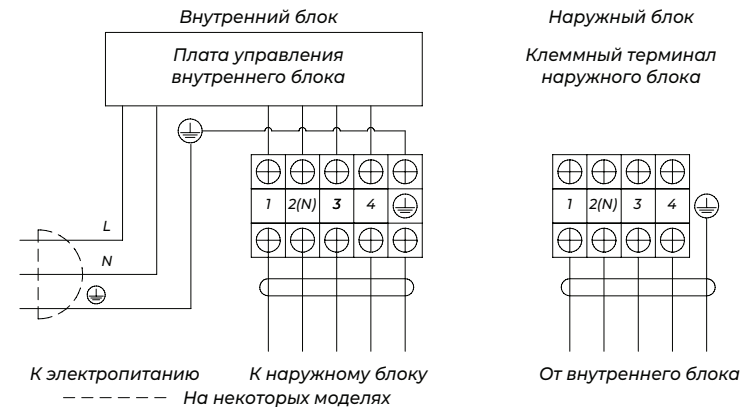 Внутренний блок
Наружный блок
Плата управления
внутреннего блока
Клеммный терминал
наружного блока
1 2(N) 3 4
1 2(N) 3 4
L
N
К электропитанию
К наружному блоку
От внутреннего блока
На некоторых моделях